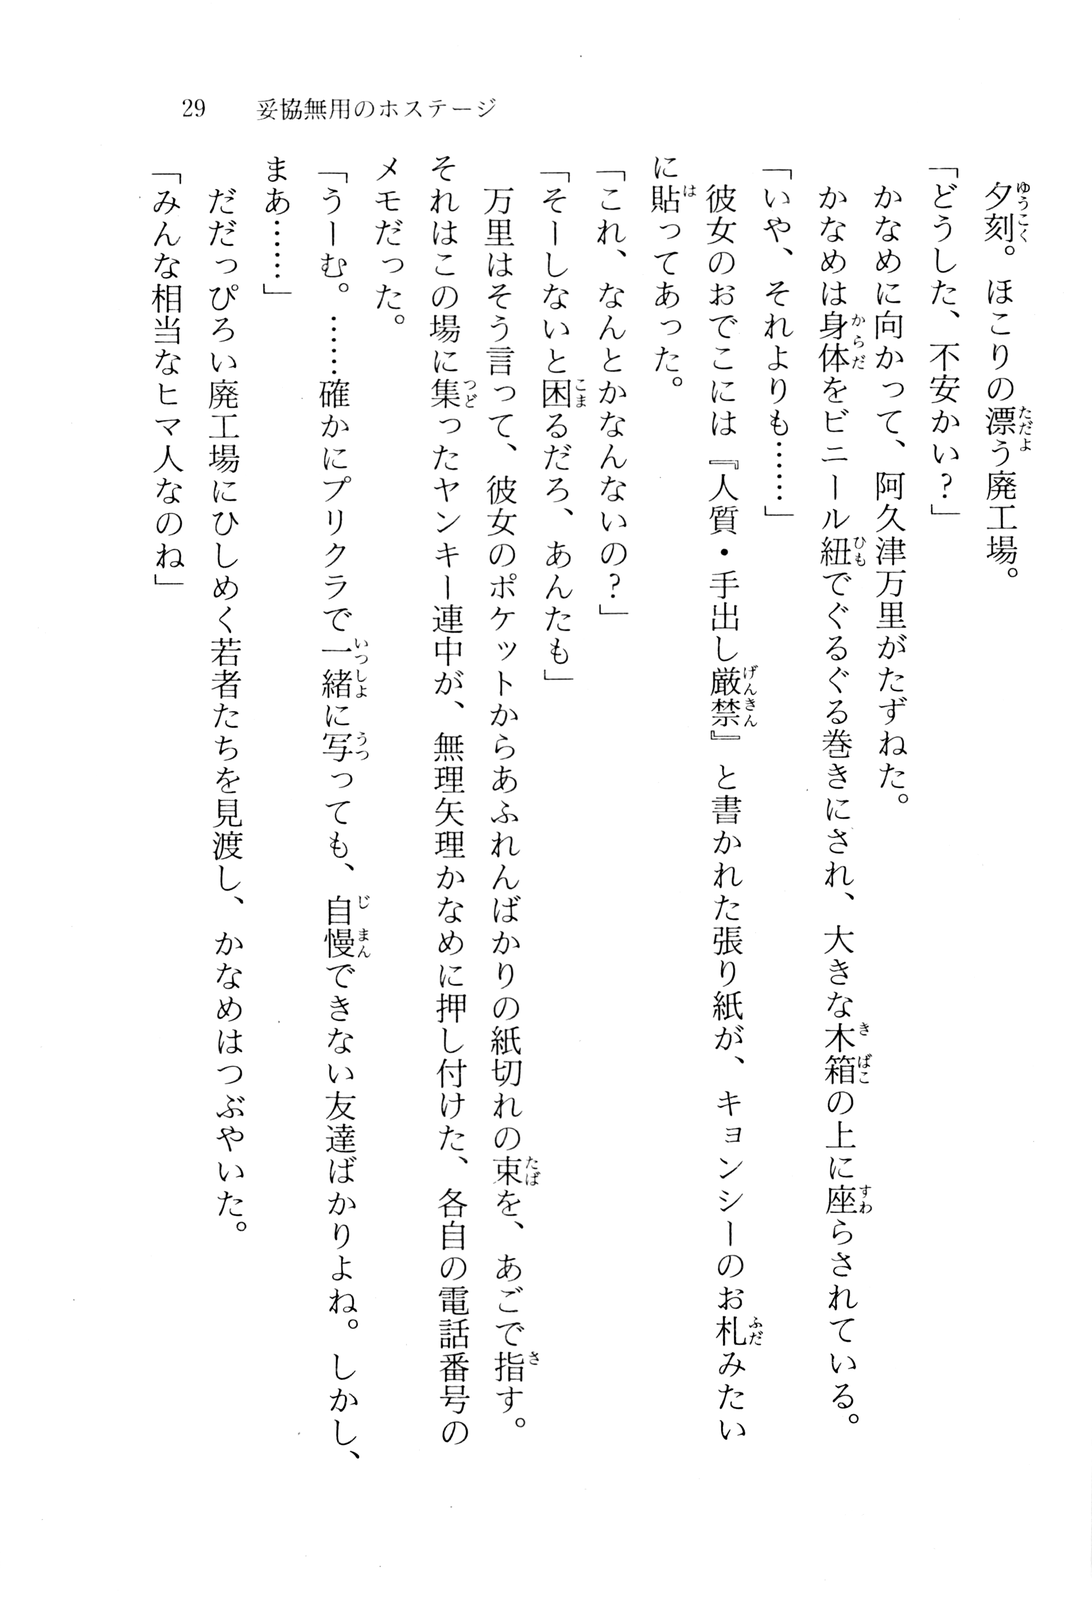 29　妥協無用のホステージ
夕刻。ほこりの漂う廃工場。
「どうした、不安かい？」
かなめに向かって、阿久津万里がたずねた。
かなめは身体をビニール紐でぐるぐる巻きにされ、大きな木箱の上に座らされている。
「いや、それよりも……」
彼女のおでこには『人質・手出し厳禁』と書かれた張り紙が、キョンシーのお札みたい
に貼ってあった。
「これ、なんとかなんないの？」
「そーしないと困るだろ、あんたも」
万里はそう言って、彼女のポケットからあふれんばかりの紙切れの束を、あごで指す。
それはこの場に集ったヤンキー連中が、無理矢理かなめに押し付けた、各自の電話番号の
メモだった。
「うーむ。……確かにプリクラで一緒に写っても、自慢できない友達ばかりよね。しかし、
まあ……」
だだっぴろい廃工場にひしめく若者たちを見渡し、かなめはつぶやいた。
「みんな相当なヒマ人なのね」